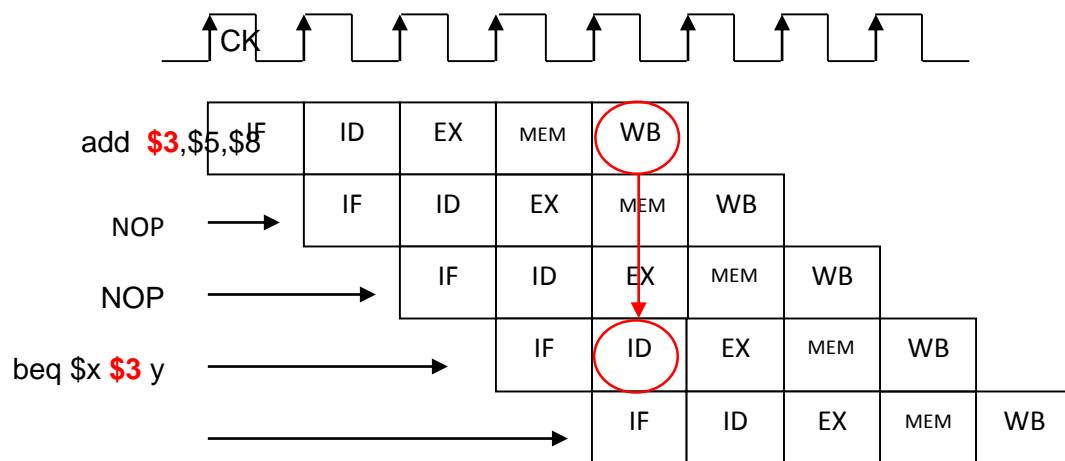 CK
add $3,$5,$8 IF ID EX MEM WB
NOP IF ID EX MEM WB
NOP IF ID EX MEM WB
beq $x $3 y IF ID EX MEM WB
IF ID EX MEM WB